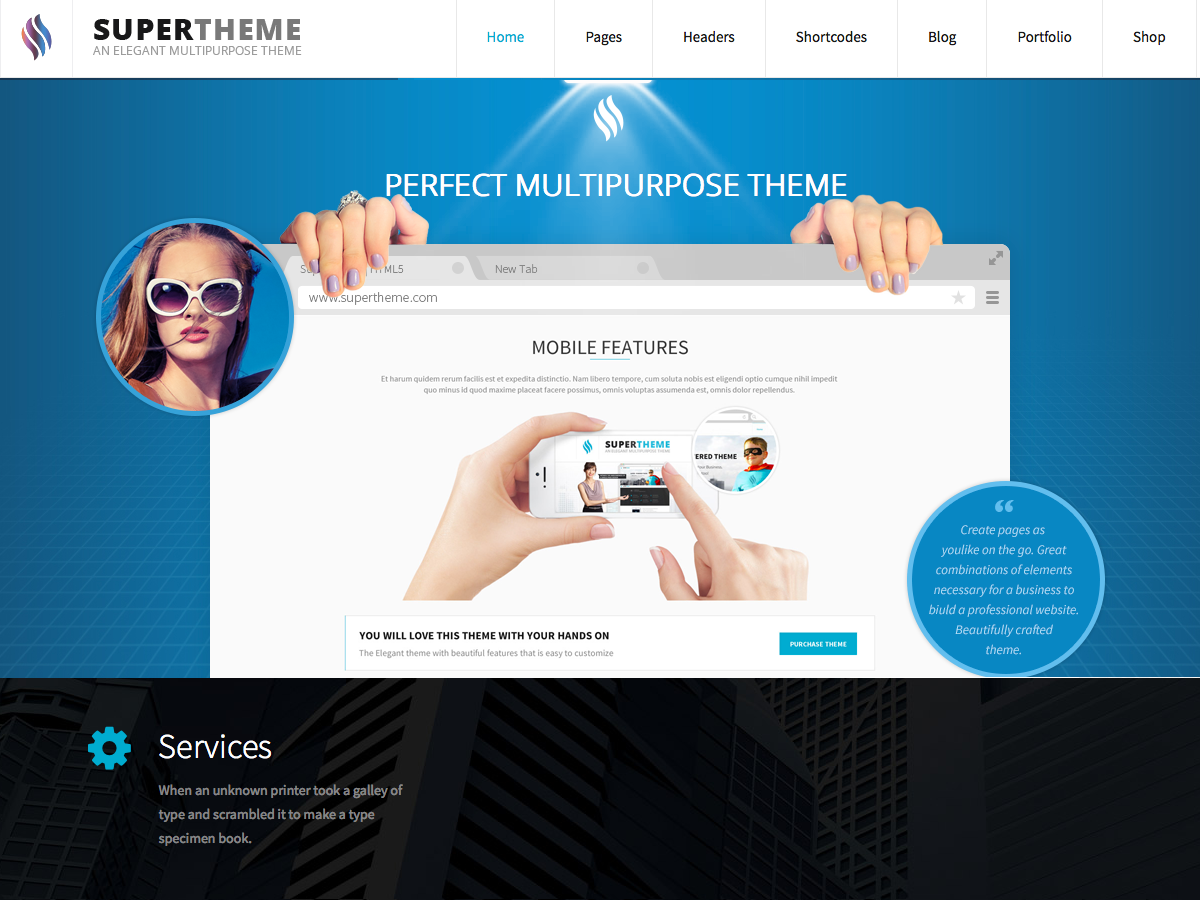 SUPERTHEME
AN ELEGANT MULTIPURPOSE THEME
Home
Pages
Headers
Shortcodes
Blog
Portfolio
Shop
PERFECT MULTIPURPOSE THEME
HTML5
New Tab
www.supertheme.com
MOBILE FEATURES
Et harum quidem rerum facilis est et expedita distinctio. Nam libero tempore, cum soluta nobis est eligendi optio cumque nihil impedit
quo minus id quod maxime placeat facere possimus, omnis voluptas assumenda est, omnis dolor repellendus.
SUPERTHEME
AN ELEGANT MULTIPURPOSE THEME
ERED THEME
“
Create pages as
youlike on the go. Great
combinations of elements
necessary for a business to
biuld a professional website.
Beautifully crafted
theme.
YOU WILL LOVE THIS THEME WITH YOUR HANDS ON
The Elegant theme with beautiful features that is easy to customize
PURCHASE THEME
Services
When an unknown printer took a galley of
type and scrambled it to make a type
specimen book.